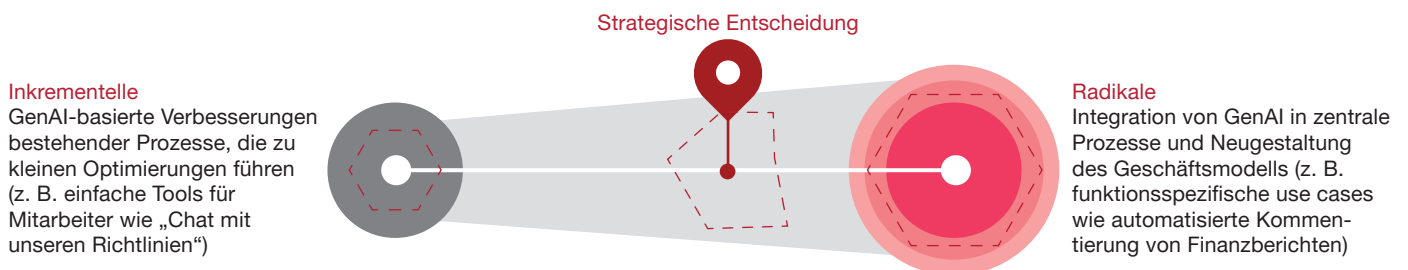 Strategische Entscheidung
Inkrementelle
GenAI-basierte Verbesserungen
bestehender Prozesse, die zu
kleinen Optimierungen führen
(z. B. einfache Tools für
Mitarbeiter wie „Chat mit
unseren Richtlinien“)
Radikale
Integration von GenAI in zentrale
Prozesse und Neugestaltung
des Geschäftsmodells (z. B.
funktionsspezifische use cases
wie automatisierte Kommen-
tierung von Finanzberichten)